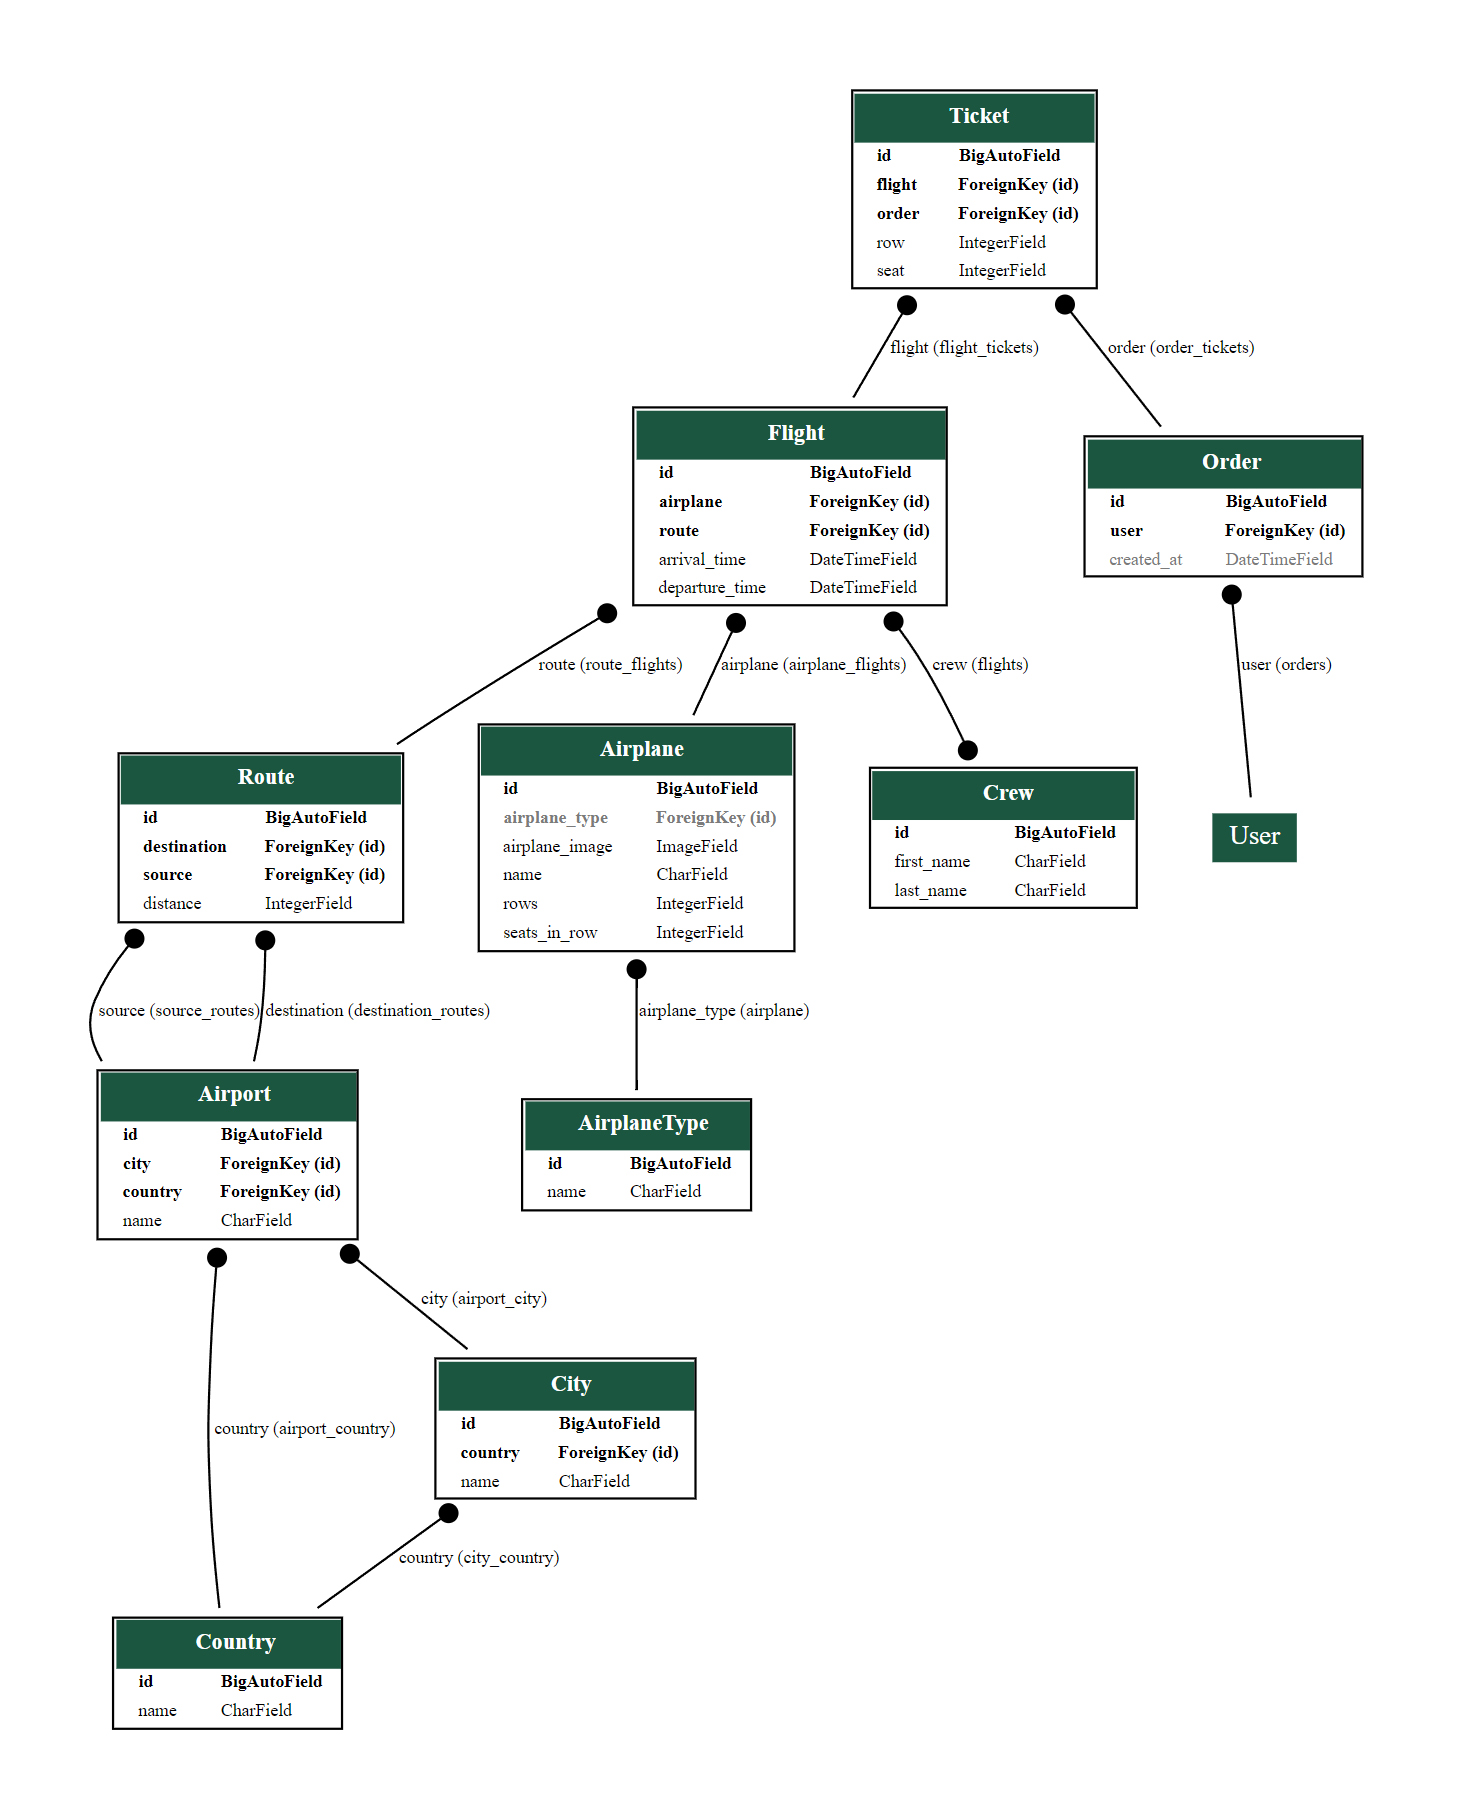 Ticket
id BigAutoField
flight ForeignKey (id)
order ForeignKey (id)
row IntegerField
seat IntegerField
flight (flight_tickets)
order (order_tickets)
Flight
id BigAutoField
airplane ForeignKey (id)
route ForeignKey (id)
arrival_time DateTimeField
departure_time DateTimeField
Order
id BigAutoField
user ForeignKey (id)
created_at DateTimeField
route (route_flights)
airplane (airplane_flights)
crew (flights)
user (orders)
Route
id BigAutoField
destination ForeignKey (id)
source ForeignKey (id)
distance IntegerField
Airplane
id BigAutoField
airplane_type ForeignKey (id)
airplane_image ImageField
name CharField
rows IntegerField
seats_in_row IntegerField
Crew
id BigAutoField
first_name CharField
last_name CharField
User
source (source_routes)
destination (destination_routes)
airplane_type (airplane)
Airport
id BigAutoField
city ForeignKey (id)
country ForeignKey (id)
name CharField
AirplaneType
id BigAutoField
name CharField
city (airport_city)
country (airport_country)
City
id BigAutoField
country ForeignKey (id)
name CharField
country (city_country)
Country
id BigAutoField
name CharField